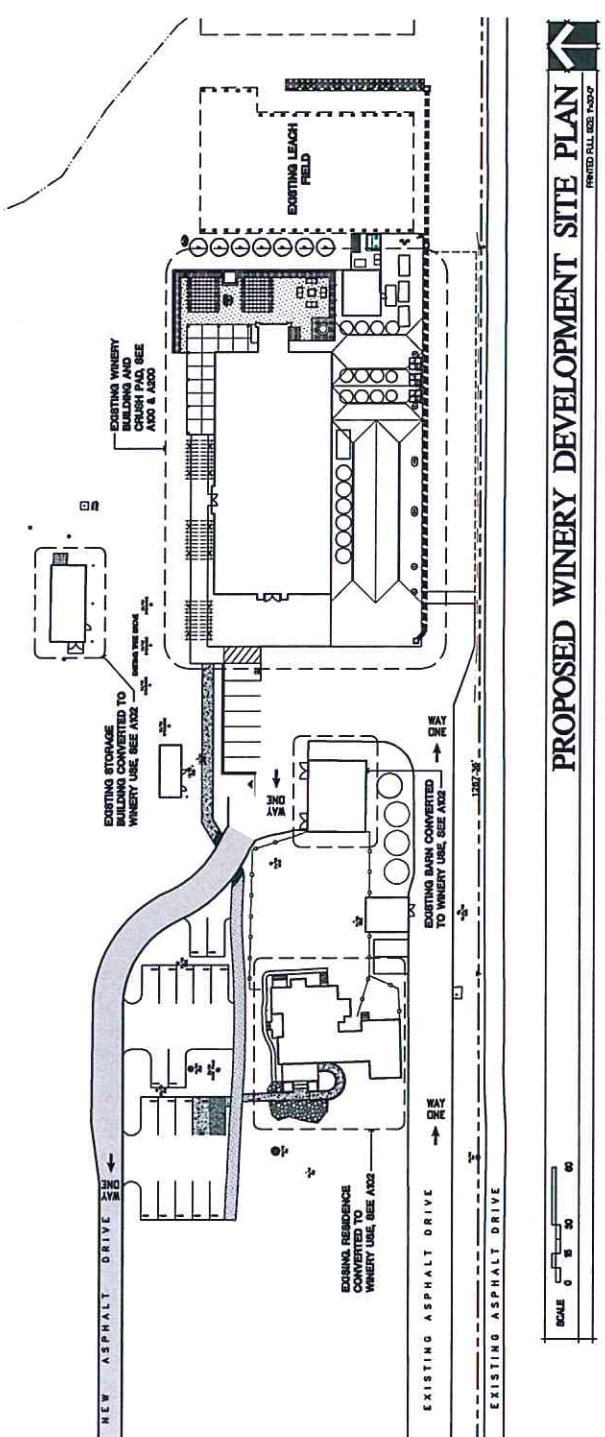 PROPOSED WINERY DEVELOPMENT SITE PLAN
SCALE
0 15 30 60
EXISTING LEACH
FIELD
EXISTING WINERY
BUILDING AND
CRUSH PAD, SEE
A100 & A200
EXISTING STORAGE
BUILDING CONVERTED TO
WINERY USE, SEE A102
EXISTING BARN CONVERTED
TO WINERY USE, SEE A102
EXISTING RESIDENCE
CONVERTED TO
WINERY USE, SEE A102
ONE
WAY
ONE
WAY
ONE
WAY
ONE
WAY
NEW ASPHALT DRIVE
EXISTING ASPHALT DRIVE
EXISTING ASPHALT DRIVE